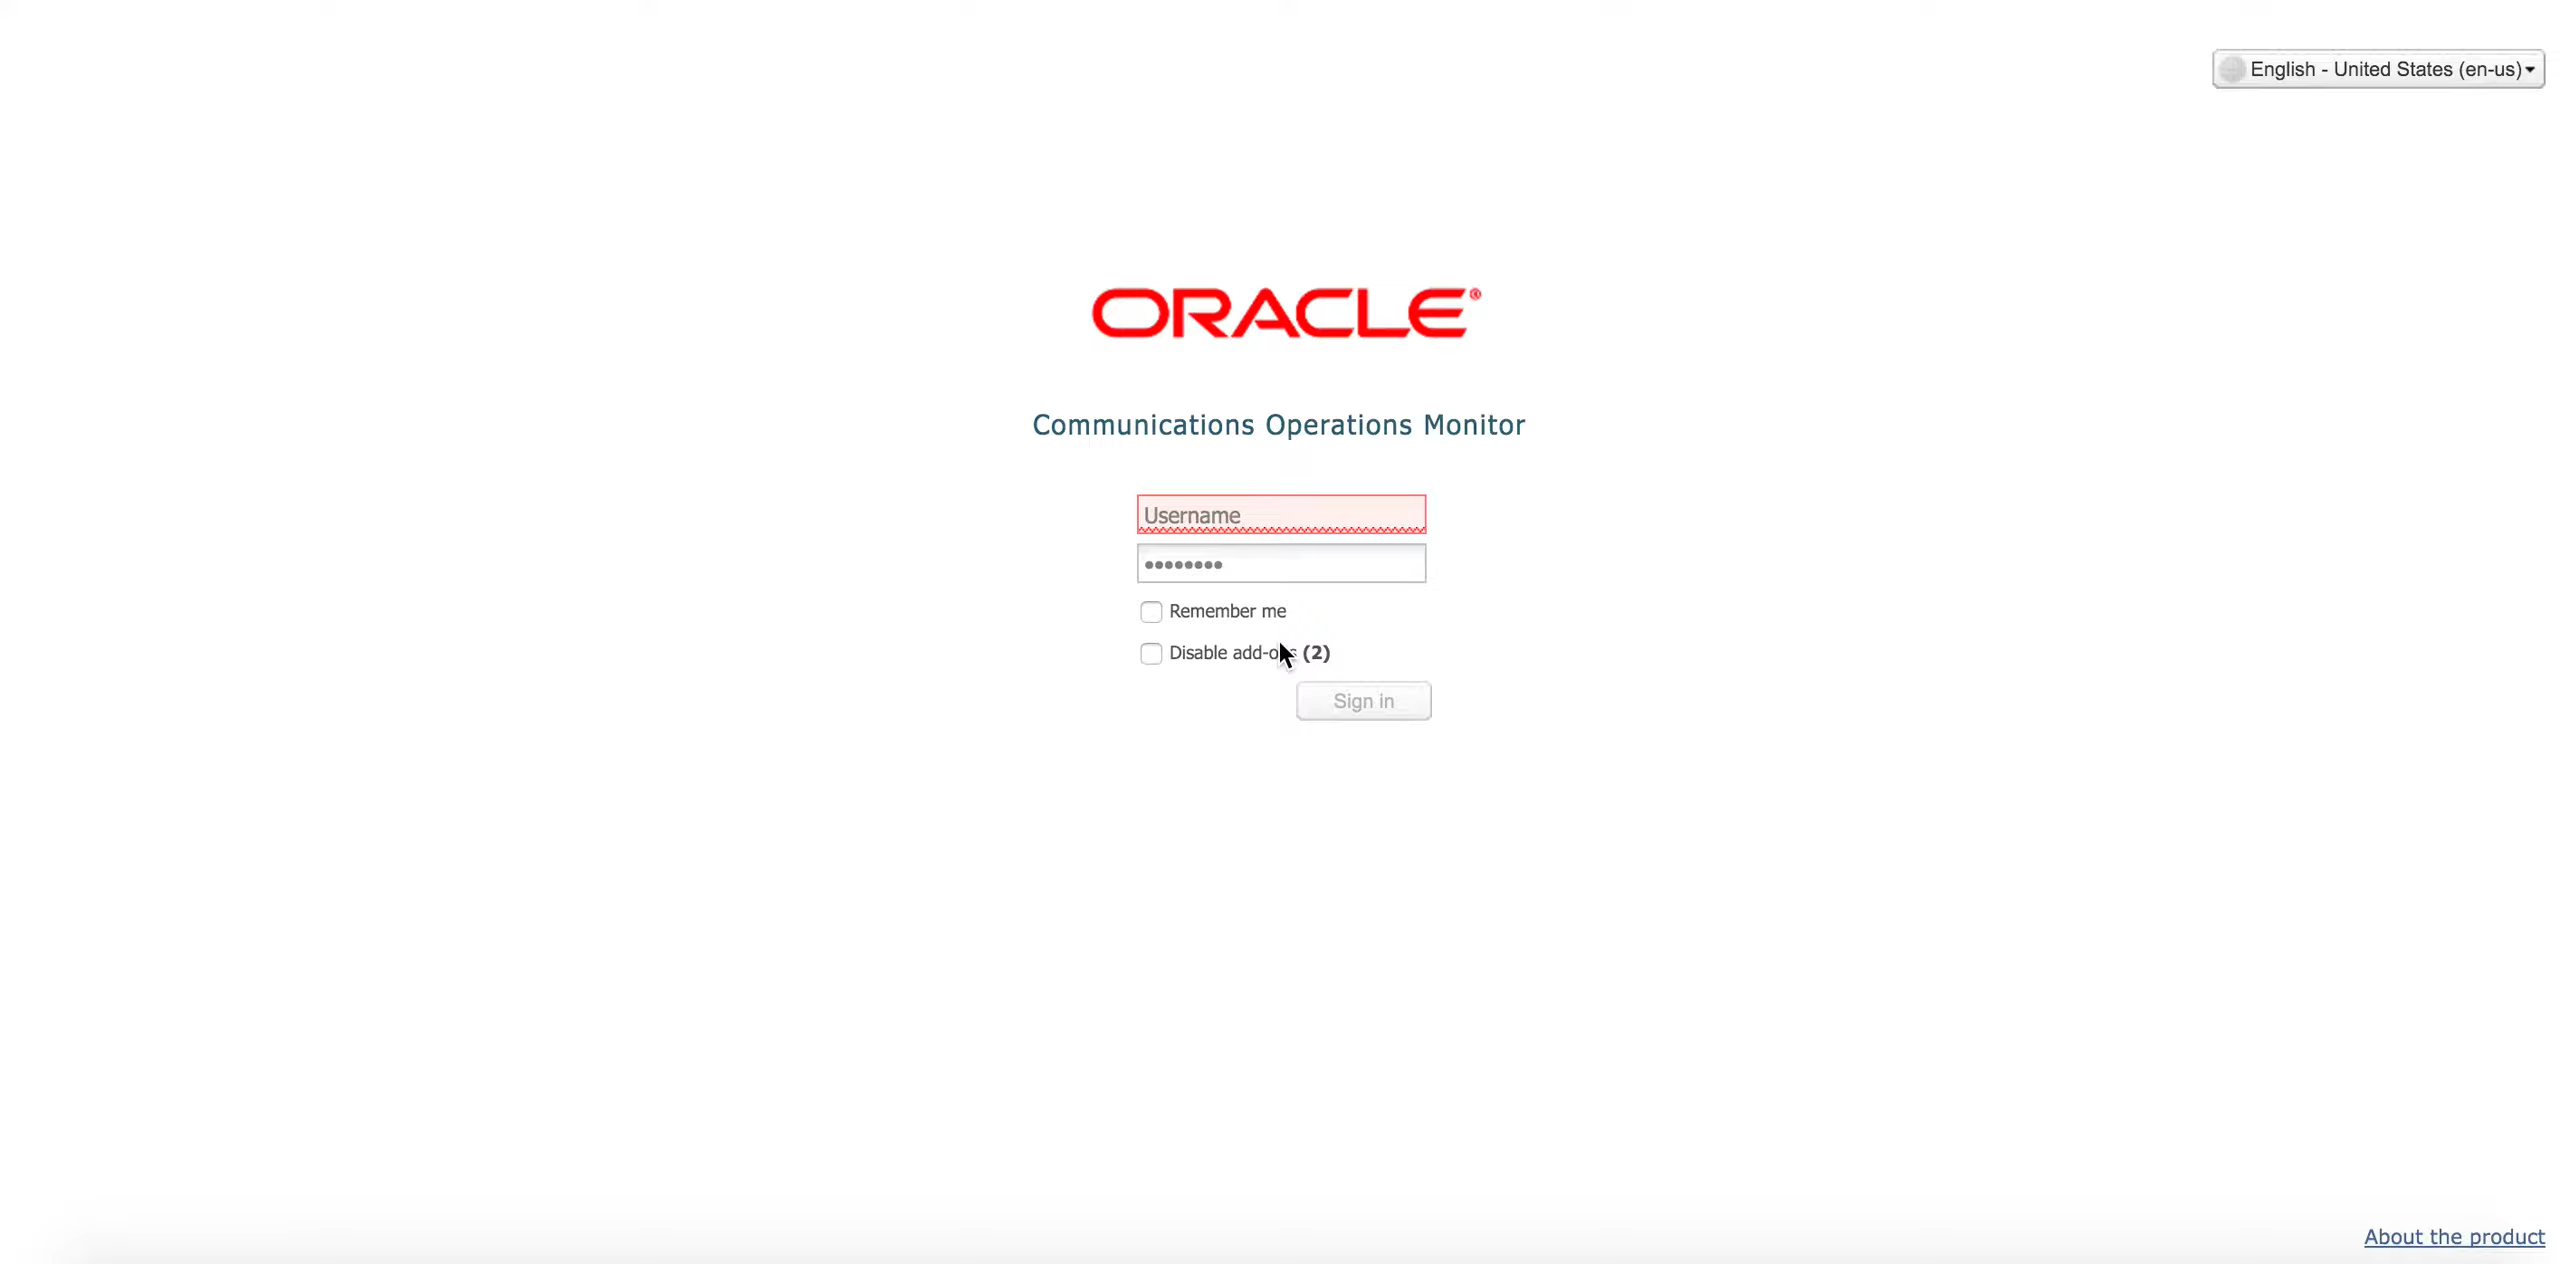 English - United States (en-us)
ORACLE®
Communications Operations Monitor
Username
••••••••
Remember me
Disable add-ons (2)
Sign in
About the product